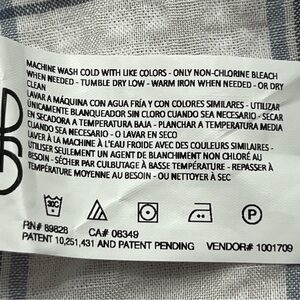 MACHINE WASH COLD WITH LIKE COLORS - ONLY NON-CHLORINE BLEACH
WHEN NEEDED - TUMBLE DRY LOW - WARM IRON WHEN NEEDED - OR DRY
CLEAN
LAVAR A MÁQUINA CON AGUA FRÍA Y CON COLORES SIMILARES - UTILIZAR
ÚNICAMENTE BLANQUEADOR SIN CLORO CUANDO SEA NECESARIO - SECAR
EN SECADORA A TEMPERATURA BAJA - PLANCHAR A TEMPERATURA MEDIA
CUANDO SEA NECESARIO - O LAVAR EN SECO
LAVER À LA MACHINE À L'EAU FROIDE AVEC DES COULEURS SIMILAIRES -
UTILISER SEULEMENT UN AGENT DE BLANCHIMENT NON CHLORÉ AU
BESOIN - SÉCHER PAR CULBUTAGE À BASSE TEMPÉRATURE - REPASSER À
TEMPÉRATURE MOYENNE AU BESOIN - OU NETTOYER À SEC
30C
P
RN# 89828 CA# 06349
PATENT 10,251,431 AND PATENT PENDING VENDOR# 1001709